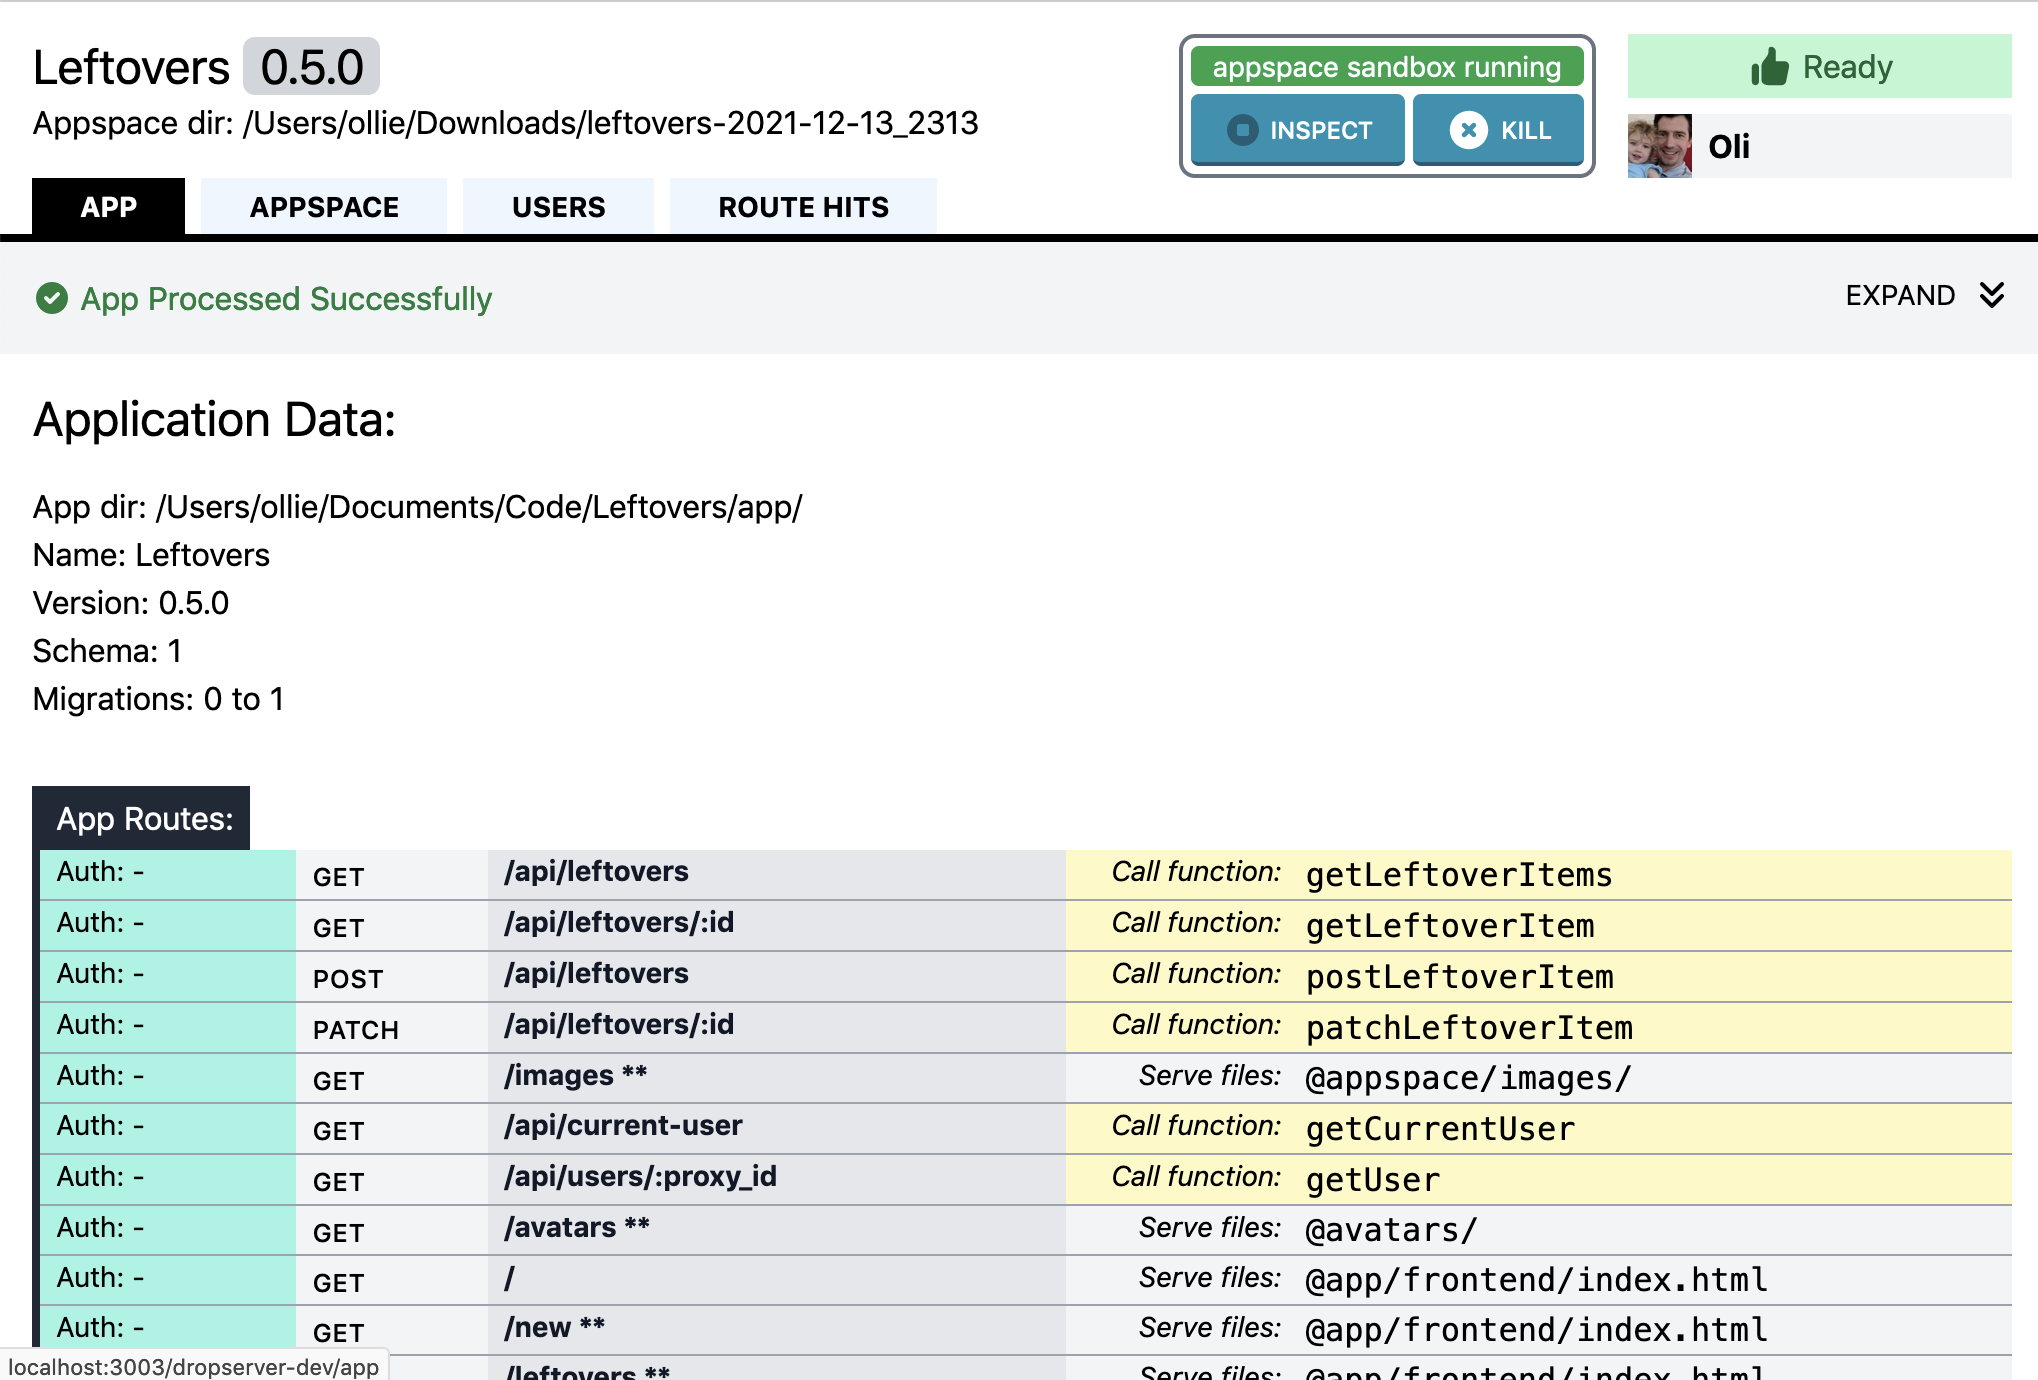 Leftovers 0.5.0
Appspace dir: /Users/ollie/Downloads/leftovers-2021-12-13_2313
appspace sandbox running
INSPECT KILL
Ready
Oli
APP APPSPACE USERS ROUTE HITS
App Processed Successfully EXPAND
Application Data:
App dir: /Users/ollie/Documents/Code/Leftovers/app/
Name: Leftovers
Version: 0.5.0
Schema: 1
Migrations: 0 to 1
App Routes:
Auth: - GET /api/leftovers Call function: getLeftoverItems
Auth: - GET /api/leftovers/:id Call function: getLeftoverItem
Auth: - POST /api/leftovers Call function: postLeftoverItem
Auth: - PATCH /api/leftovers/:id Call function: patchLeftoverItem
Auth: - GET /images ** Serve files: @appspace/images/
Auth: - GET /api/current-user Call function: getCurrentUser
Auth: - GET /api/users/:proxy_id Call function: getUser
Auth: - GET /avatars ** Serve files: @avatars/
Auth: - GET / Serve files: @app/frontend/index.html
Auth: - GET /new ** Serve files: @app/frontend/index.html
/leftovers ** Serve files: @app/frontend/index.html
localhost:3003/dropserver-dev/app